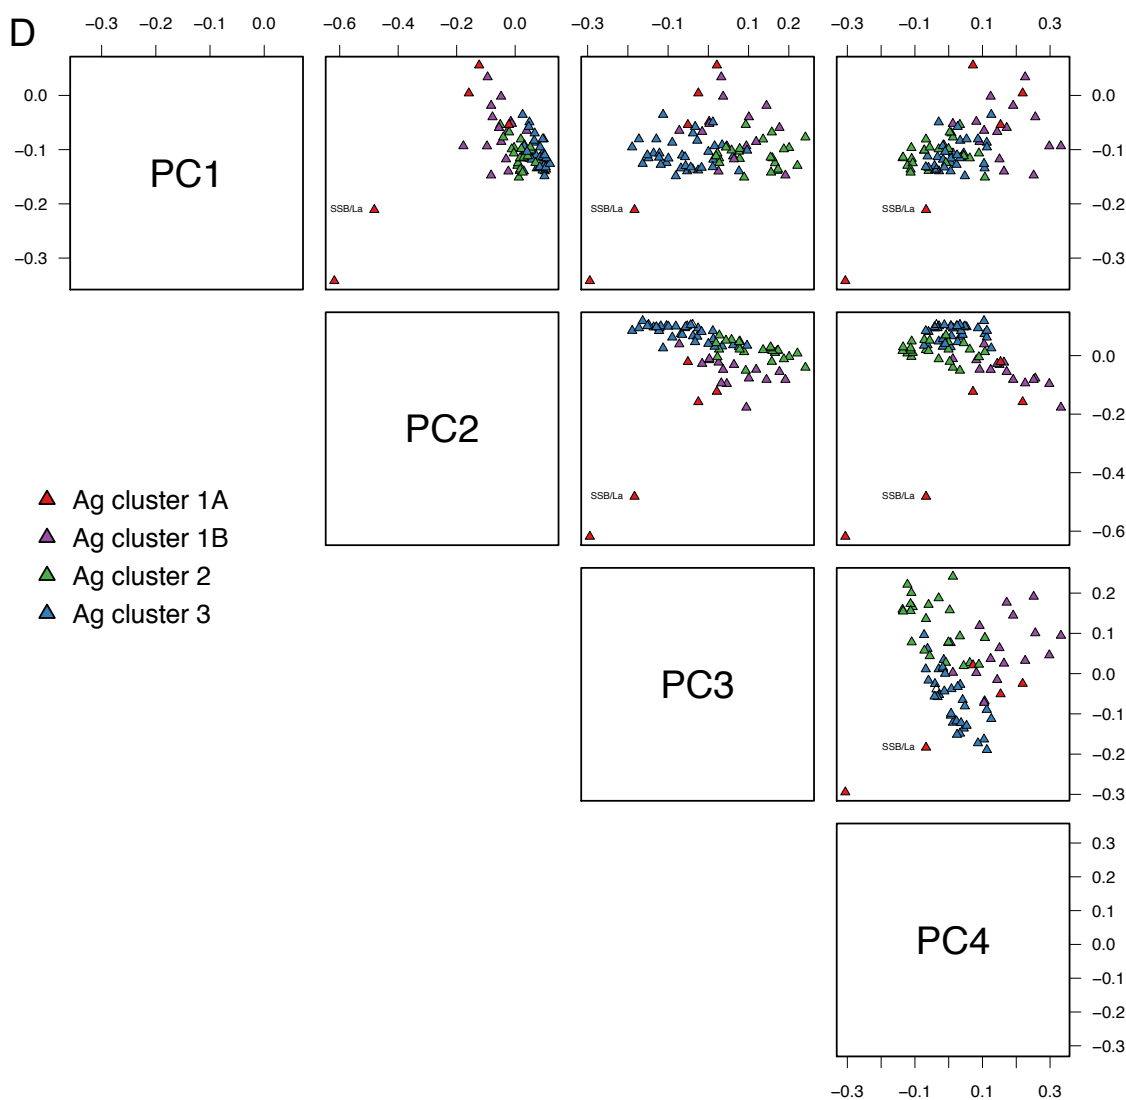 D
−0.3 −0.2 −0.1 0.0
−0.6 −0.4 −0.2 0.0
−0.3 −0.1 0.1 0.2
−0.3 −0.1 0.1 0.3
0.0
−0.1
−0.2
−0.3
PC1
SSB/La
SSB/La
SSB/La
0.0
−0.1
−0.2
−0.3
PC2
SSB/La
SSB/La
0.0
−0.2
−0.4
−0.6
Ag cluster 1A
Ag cluster 1B
Ag cluster 2
Ag cluster 3
PC3
SSB/La
0.2
0.1
0.0
−0.1
−0.2
−0.3
PC4
0.3
0.2
0.1
0.0
−0.1
−0.2
−0.3
−0.3 −0.1 0.1 0.3